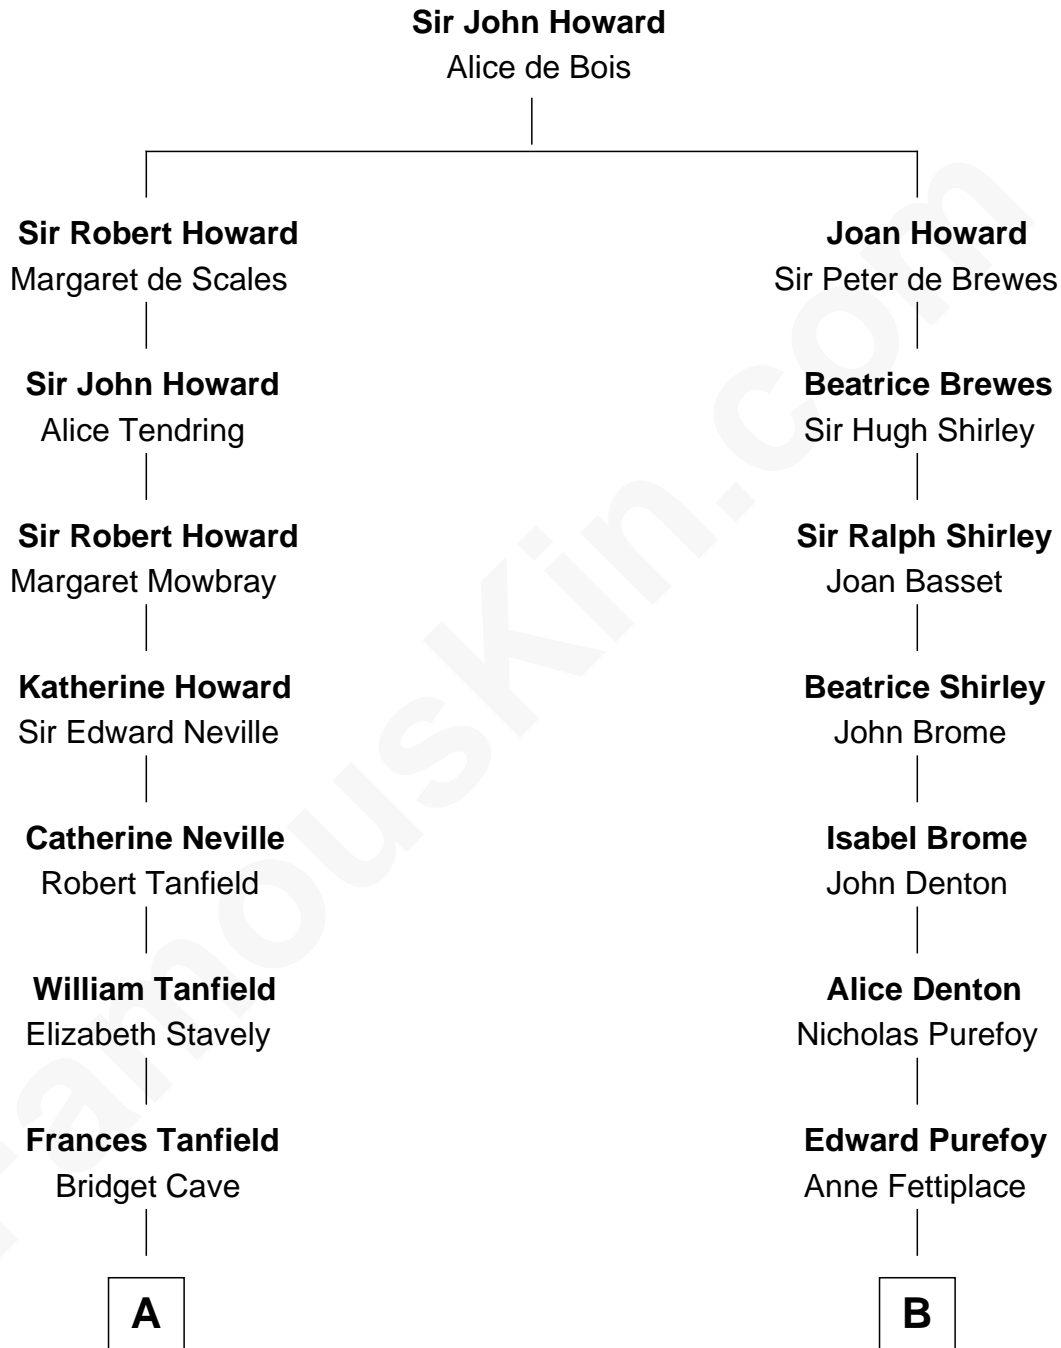 Sir John Howard
Alice de Bois
Sir Robert Howard
Margaret de Scales
Joan Howard
Sir Peter de Brewes
Sir John Howard
Alice Tendring
Beatrice Brewes
Sir Hugh Shirley
Sir Robert Howard
Margaret Mowbray
Sir Ralph Shirley
Joan Basset
Katherine Howard
Sir Edward Neville
Beatrice Shirley
John Brome
Catherine Neville
Robert Tanfield
Isabel Brome
John Denton
William Tanfield
Elizabeth Stavely
Alice Denton
Nicholas Purefoy
Frances Tanfield
Bridget Cave
Edward Purefoy
Anne Fettiplace
A
B
FamousKin.com